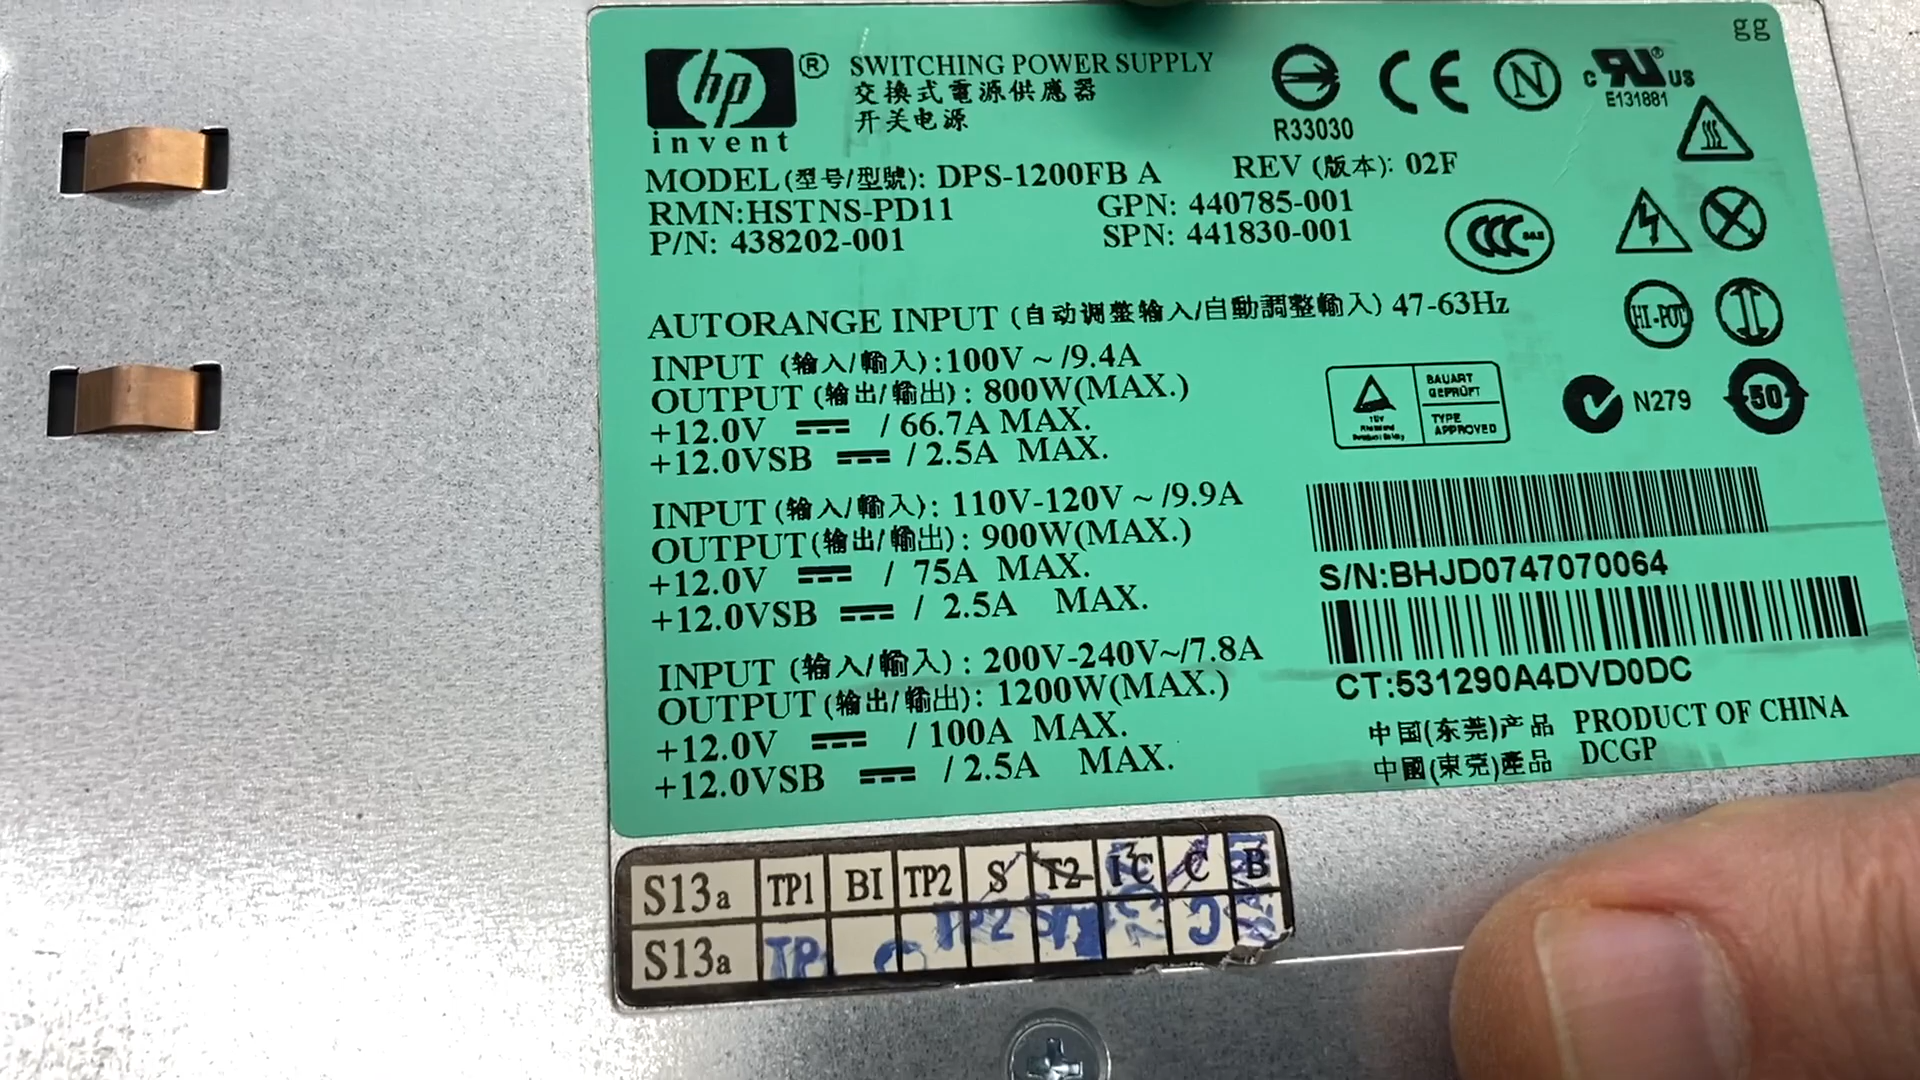 gg
hp
invent
®
SWITCHING POWER SUPPLY
交換式電源供應器
开关电源
R33030
CE
N
c RU® US
E131881
MODEL (型号/型號): DPS-1200FB A
REV (版本): 02F
RMN:HSTNS-PD11
GPN: 440785-001
P/N: 438202-001
SPN: 441830-001
CCC
AUTORANGE INPUT (自动调整输入/自動調整輸入) 47-63Hz
HI-POT
INPUT (输入/輸入):100V ~ /9.4A
OUTPUT (输出/輸出): 800W(MAX.)
+12.0V ⎓ / 66.7A MAX.
+12.0VSB ⎓ / 2.5A MAX.
BAUART
GEPRÜFT
TYPE
APPROVED
N279
50
INPUT (输入/輸入): 110V-120V ~ /9.9A
OUTPUT(输出/輸出): 900W(MAX.)
+12.0V ⎓ / 75A MAX.
+12.0VSB ⎓ / 2.5A MAX.
S/N:BHJD0747070064
INPUT (输入/輸入): 200V-240V~/7.8A
OUTPUT (输出/輸出): 1200W(MAX.)
+12.0V ⎓ / 100A MAX.
+12.0VSB ⎓ / 2.5A MAX.
CT:531290A4DVD0DC
中国(东莞)产品 PRODUCT OF CHINA
中國(東莞)產品 DCGP
S13a TP1 BI TP2 S T2 I²C C B
S13a TP